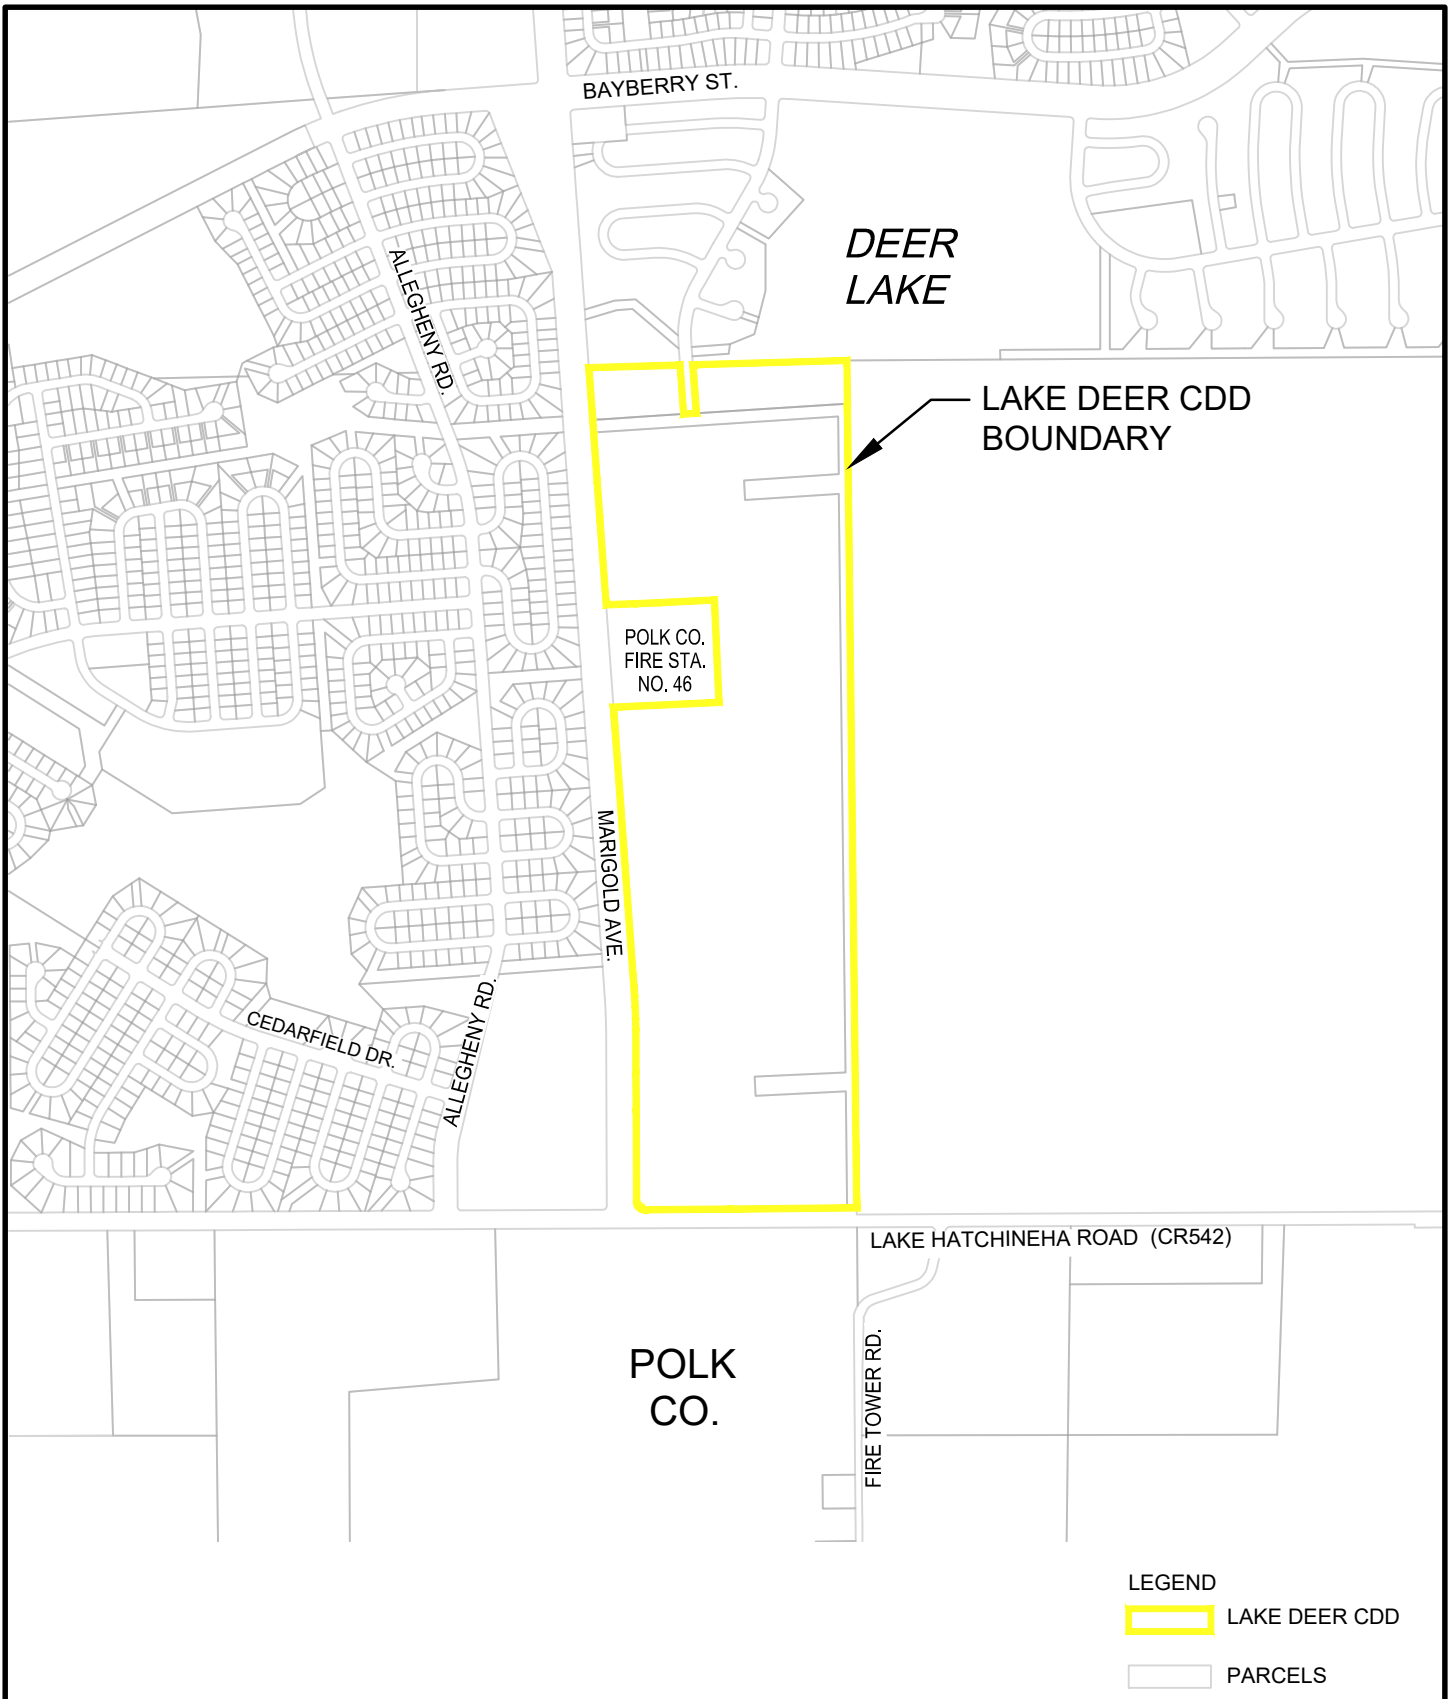 BAYBERRY ST.
DEER
LAKE
ALLEGHENY RD.
LAKE DEER CDD
BOUNDARY
POLK CO.
FIRE STA.
NO. 46
MARIGOLD AVE.
CEDARFIELD DR.
ALLEGHENY RD.
LAKE HATCHINEHA ROAD (CR542)
POLK
CO.
FIRE TOWER RD.
LEGEND
LAKE DEER CDD
PARCELS